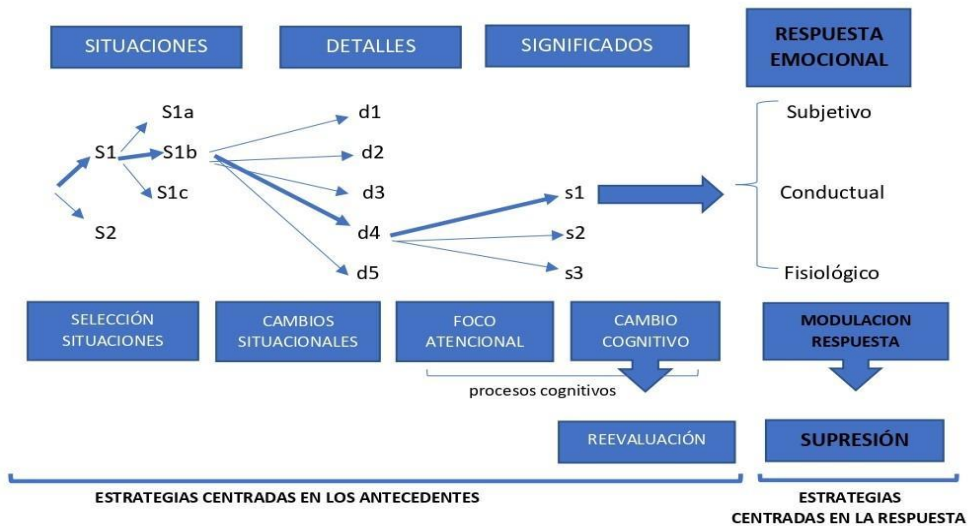 SITUACIONES
DETALLES
SIGNIFICADOS
RESPUESTA
EMOCIONAL
S1a
S1
S1b
S1c
S2
d1
d2
d3
d4
d5
s1
s2
s3
Subjetivo
Conductual
Fisiológico
SELECCIÓN
SITUACIONES
CAMBIOS
SITUACIONALES
FOCO
ATENCIONAL
CAMBIO
COGNITIVO
MODULACION
RESPUESTA
procesos cognitivos
REEVALUACIÓN
SUPRESIÓN
ESTRATEGIAS CENTRADAS EN LOS ANTECEDENTES
ESTRATEGIAS
CENTRADAS EN LA RESPUESTA